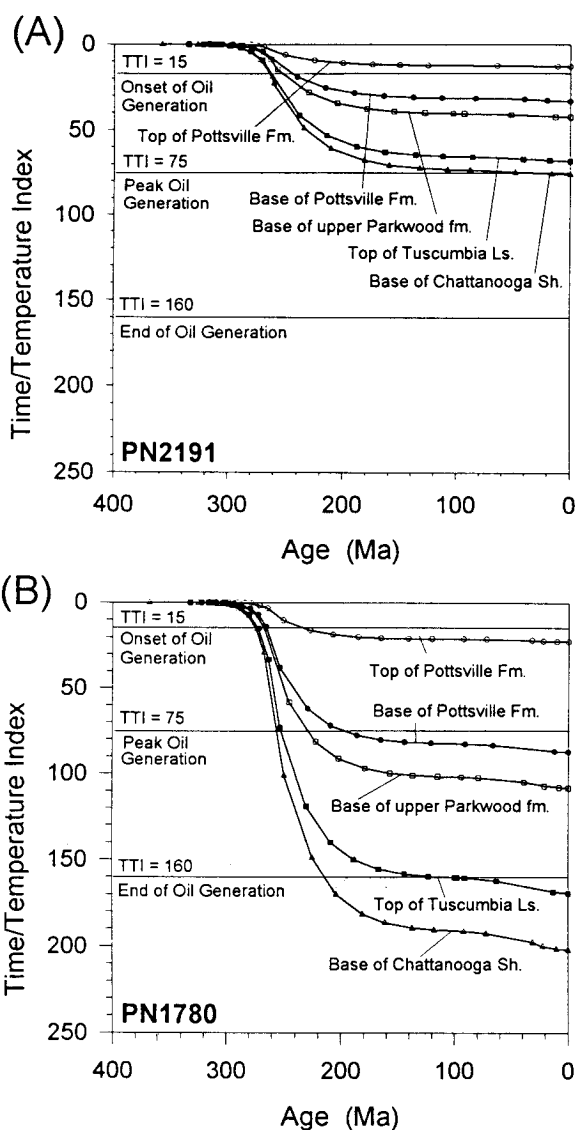 (A)
0
50
100
150
200
250
Time/Temperature Index
TTI = 15
Onset of Oil
Generation
Top of Pottsville Fm.
TTI = 75
Peak Oil
Generation
Base of Pottsville Fm.
Base of upper Parkwood fm.
Top of Tuscumbia Ls.
Base of Chattanooga Sh.
TTI = 160
End of Oil Generation
PN2191
400 300 200 100 0
Age (Ma)
(B)
0
50
100
150
200
250
Time/Temperature Index
TTI = 15
Onset of Oil
Generation
Top of Pottsville Fm.
Base of Pottsville Fm.
TTI = 75
Peak Oil
Generation
Base of upper Parkwood fm.
TTI = 160
End of Oil Generation
Top of Tuscumbia Ls.
Base of Chattanooga Sh.
PN1780
400 300 200 100 0
Age (Ma)